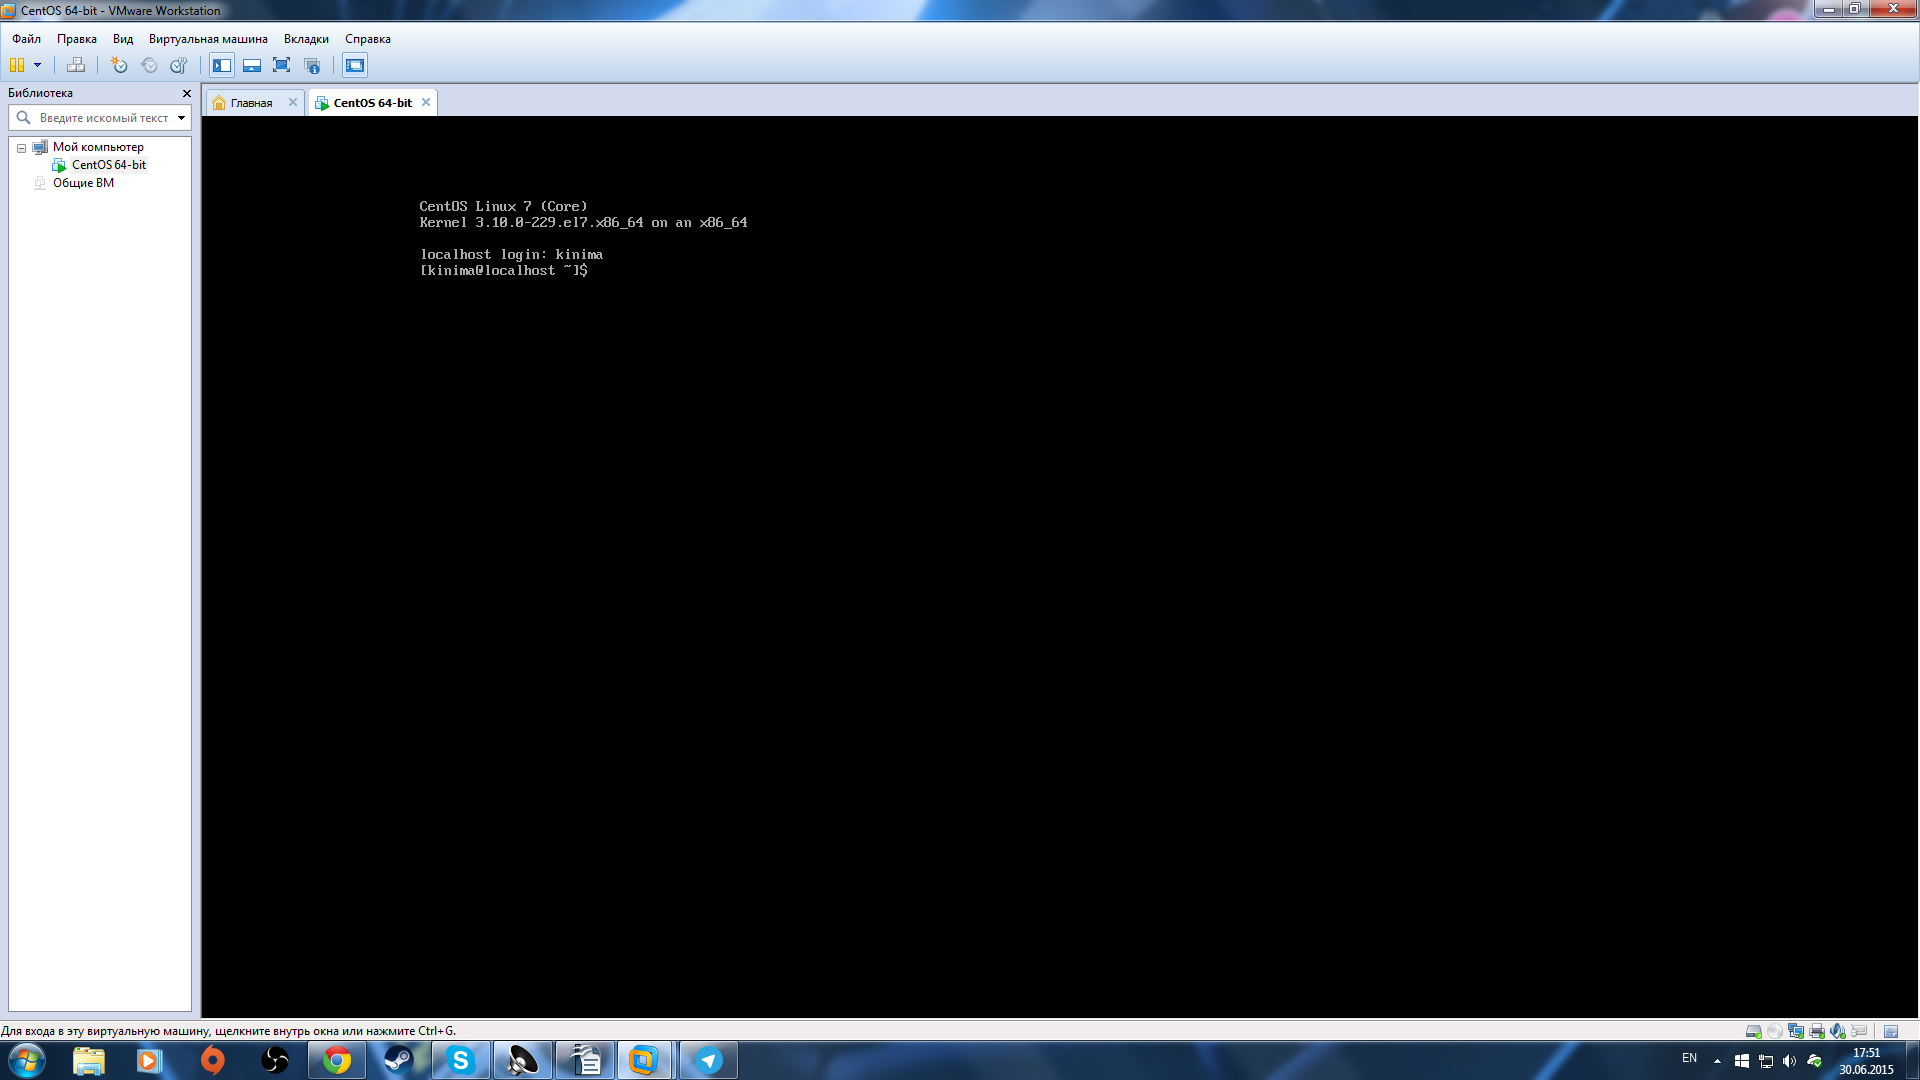 CentOS 64-bit - VMware Workstation
Файл Правка Вид Виртуальная машина Вкладки Справка
Библиотека
Введите искомый текст
Мой компьютер
CentOS 64-bit
Общие ВМ
Главная
CentOS 64-bit
CentOS Linux 7 (Core)
Kernel 3.10.0-229.el7.x86_64 on an x86_64
localhost login: kinima
[kinima@localhost ~]$
Для входа в эту виртуальную машину, щелкните внутрь окна или нажмите Ctrl+G.
EN
17:51
30.06.2015